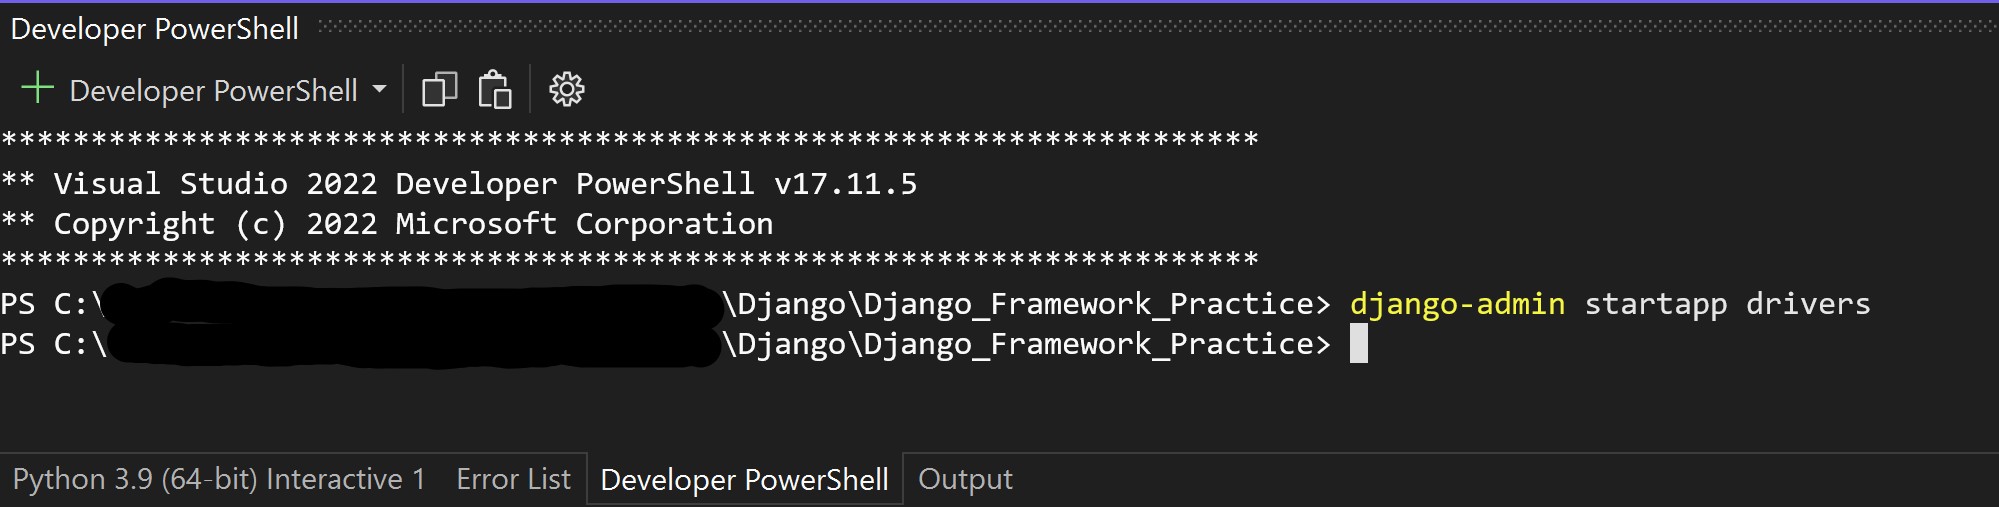 Developer PowerShell
Developer PowerShell
**********************************************************************
** Visual Studio 2022 Developer PowerShell v17.11.5
** Copyright (c) 2022 Microsoft Corporation
**********************************************************************
PS C:\ \Django\Django_Framework_Practice> django-admin startapp drivers
PS C:\ \Django\Django_Framework_Practice>
Python 3.9 (64-bit) Interactive 1 Error List Developer PowerShell Output